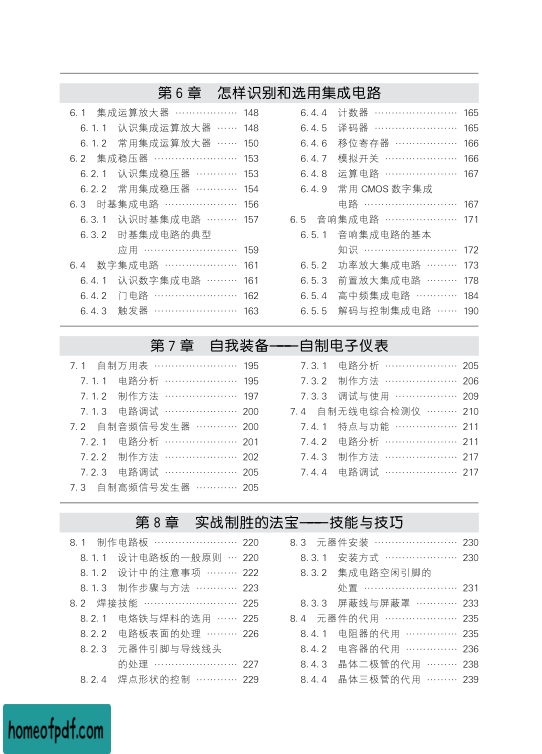 第 6 章 怎样识别和选用集成电路
6. 1 集成运算放大器 ……………… 148
6. 1. 1 认识集成运算放大器 …… 148
6. 1. 2 常用集成运算放大器 …… 150
6. 2 集成稳压器 …………………… 153
6. 2. 1 认识集成稳压器 ………… 153
6. 2. 2 常用集成稳压器 ………… 154
6. 3 时基集成电路 ………………… 156
6. 3. 1 认识时基集成电路 ……… 157
6. 3. 2 时基集成电路的典型
应用 ……………………… 159
6. 4 数字集成电路 ………………… 161
6. 4. 1 认识数字集成电路 ……… 161
6. 4. 2 门电路 …………………… 162
6. 4. 3 触发器 …………………… 163
6. 4. 4 计数器 …………………… 165
6. 4. 5 译码器 …………………… 165
6. 4. 6 移位寄存器 ……………… 166
6. 4. 7 模拟开关 ………………… 166
6. 4. 8 运算电路 ………………… 167
6. 4. 9 常用 CMOS 数字集成
电路 ……………………… 167
6. 5 音响集成电路 ………………… 171
6. 5. 1 音响集成电路的基本
知识 ……………………… 172
6. 5. 2 功率放大集成电路 ……… 173
6. 5. 3 前置放大集成电路 ……… 178
6. 5. 4 高中频集成电路 ………… 184
6. 5. 5 解码与控制集成电路 …… 190
第 7 章 自我装备——自制电子仪表
7. 1 自制万用表 …………………… 195
7. 1. 1 电路分析 ………………… 195
7. 1. 2 制作方法 ………………… 197
7. 1. 3 电路调试 ………………… 200
7. 2 自制音频信号发生器 ………… 200
7. 2. 1 电路分析 ………………… 201
7. 2. 2 制作方法 ………………… 202
7. 2. 3 电路调试 ………………… 205
7. 3 自制高频信号发生器 ………… 205
7. 3. 1 电路分析 ………………… 205
7. 3. 2 制作方法 ………………… 206
7. 3. 3 调试与使用 ……………… 209
7. 4 自制无线电综合检测仪 ……… 210
7. 4. 1 特点与功能 ……………… 211
7. 4. 2 电路分析 ………………… 211
7. 4. 3 制作方法 ………………… 217
7. 4. 4 电路调试 ………………… 217
第 8 章 实战制胜的法宝——技能与技巧
8. 1 制作电路板 …………………… 220
8. 1. 1 设计电路板的一般原则 … 220
8. 1. 2 设计中的注意事项 ……… 222
8. 1. 3 制作步骤与方法 ………… 223
8. 2 焊接技能 ……………………… 225
8. 2. 1 电烙铁与焊料的选用 …… 225
8. 2. 2 电路板表面的处理 ……… 226
8. 2. 3 元器件引脚与导线线头
的处理 …………………… 227
8. 2. 4 焊点形状的控制 ………… 229
8. 3 元器件安装 …………………… 230
8. 3. 1 安装方式 ………………… 230
8. 3. 2 集成电路空闲引脚的
处置 ……………………… 231
8. 3. 3 屏蔽线与屏蔽罩 ………… 233
8. 4 元器件的代用 ………………… 235
8. 4. 1 电阻器的代用 …………… 235
8. 4. 2 电容器的代用 …………… 236
8. 4. 3 晶体二极管的代用 ……… 238
8. 4. 4 晶体三极管的代用 ……… 239
homeofpdf.com